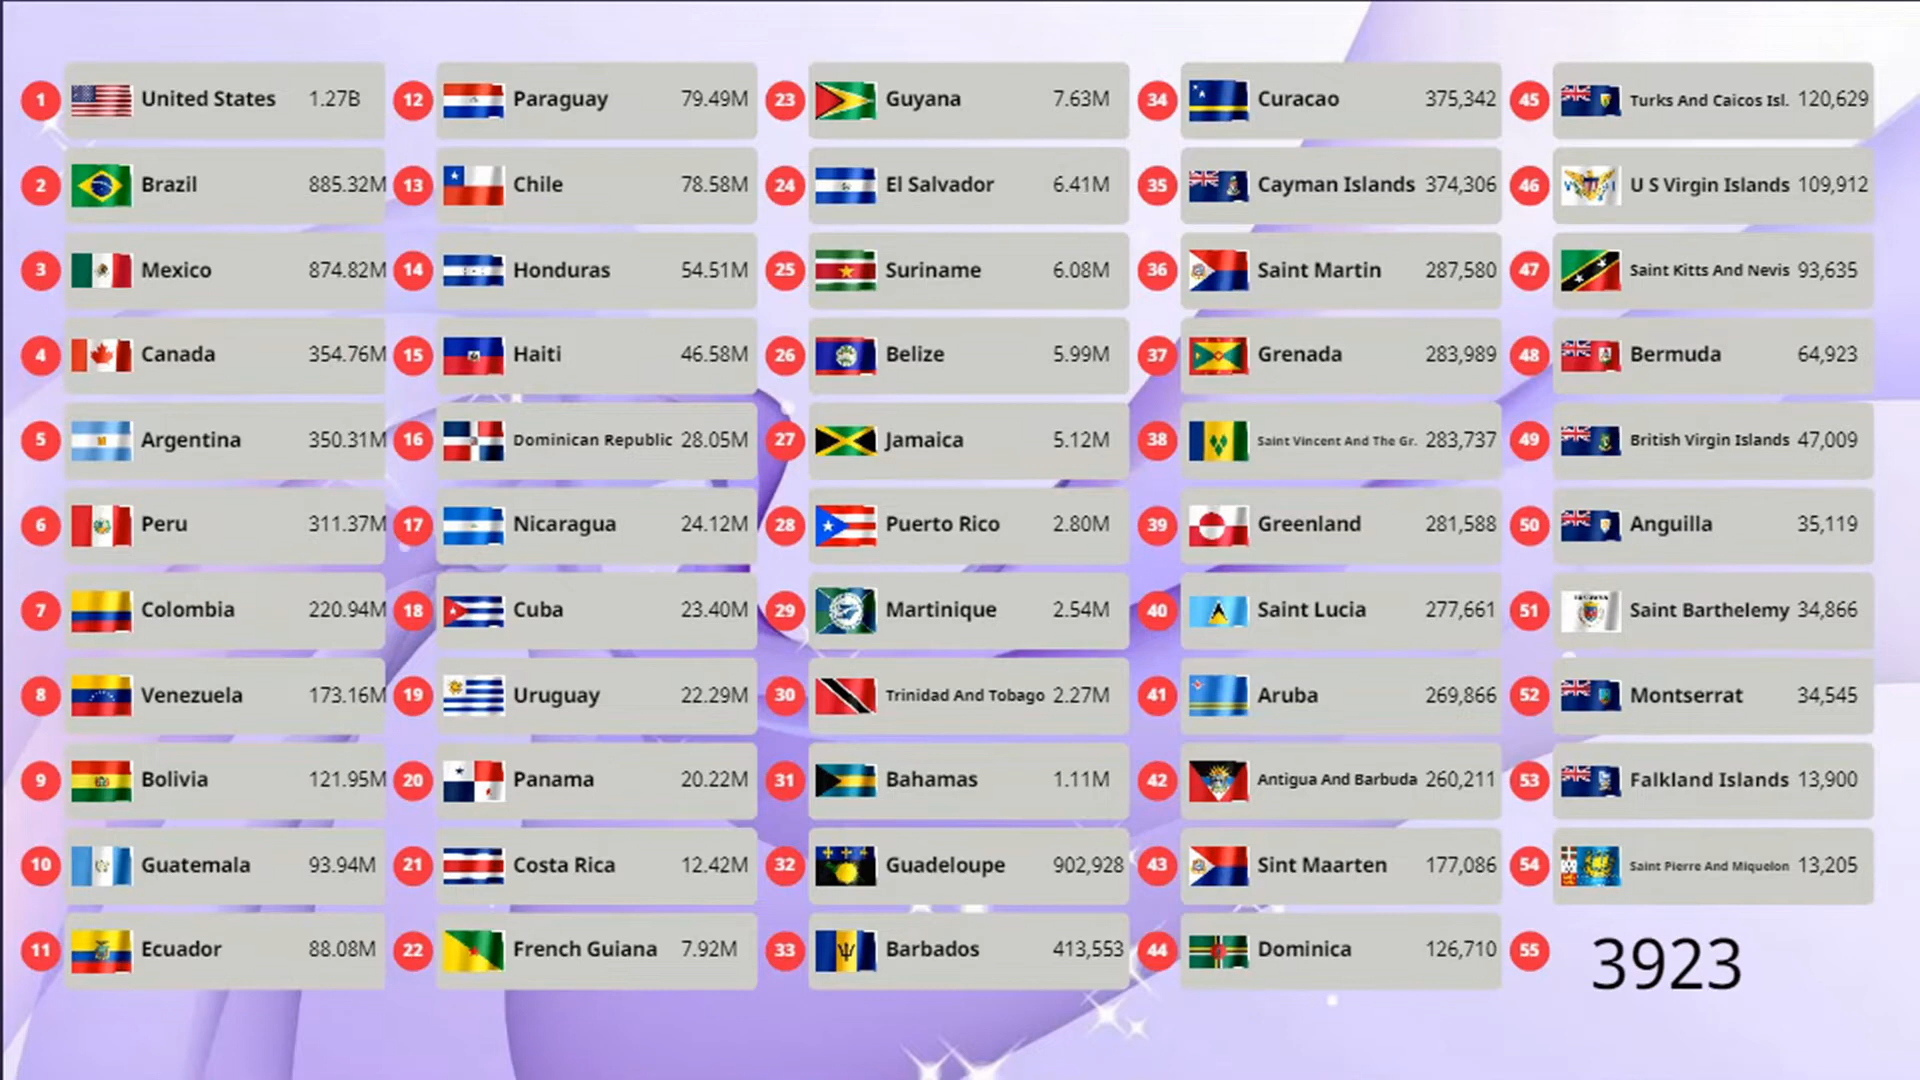 1 United States 1.27B
2 Brazil 885.32M
3 Mexico 874.82M
4 Canada 354.76M
5 Argentina 350.31M
6 Peru 311.37M
7 Colombia 220.94M
8 Venezuela 173.16M
9 Bolivia 121.95M
10 Guatemala 93.94M
11 Ecuador 88.08M
12 Paraguay 79.49M
13 Chile 78.58M
14 Honduras 54.51M
15 Haiti 46.58M
16 Dominican Republic 28.05M
17 Nicaragua 24.12M
18 Cuba 23.40M
19 Uruguay 22.29M
20 Panama 20.22M
21 Costa Rica 12.42M
22 French Guiana 7.92M
23 Guyana 7.63M
24 El Salvador 6.41M
25 Suriname 6.08M
26 Belize 5.99M
27 Jamaica 5.12M
28 Puerto Rico 2.80M
29 Martinique 2.54M
30 Trinidad And Tobago 2.27M
31 Bahamas 1.11M
32 Guadeloupe 902,928
33 Barbados 413,553
34 Curacao 375,342
35 Cayman Islands 374,306
36 Saint Martin 287,580
37 Grenada 283,989
38 Saint Vincent And The Gr. 283,737
39 Greenland 281,588
40 Saint Lucia 277,661
41 Aruba 269,866
42 Antigua And Barbuda 260,211
43 Sint Maarten 177,086
44 Dominica 126,710
45 Turks And Caicos Isl. 120,629
46 U S Virgin Islands 109,912
47 Saint Kitts And Nevis 93,635
48 Bermuda 64,923
49 British Virgin Islands 47,009
50 Anguilla 35,119
51 Saint Barthelemy 34,866
52 Montserrat 34,545
53 Falkland Islands 13,900
54 Saint Pierre And Miquelon 13,205
55 3923